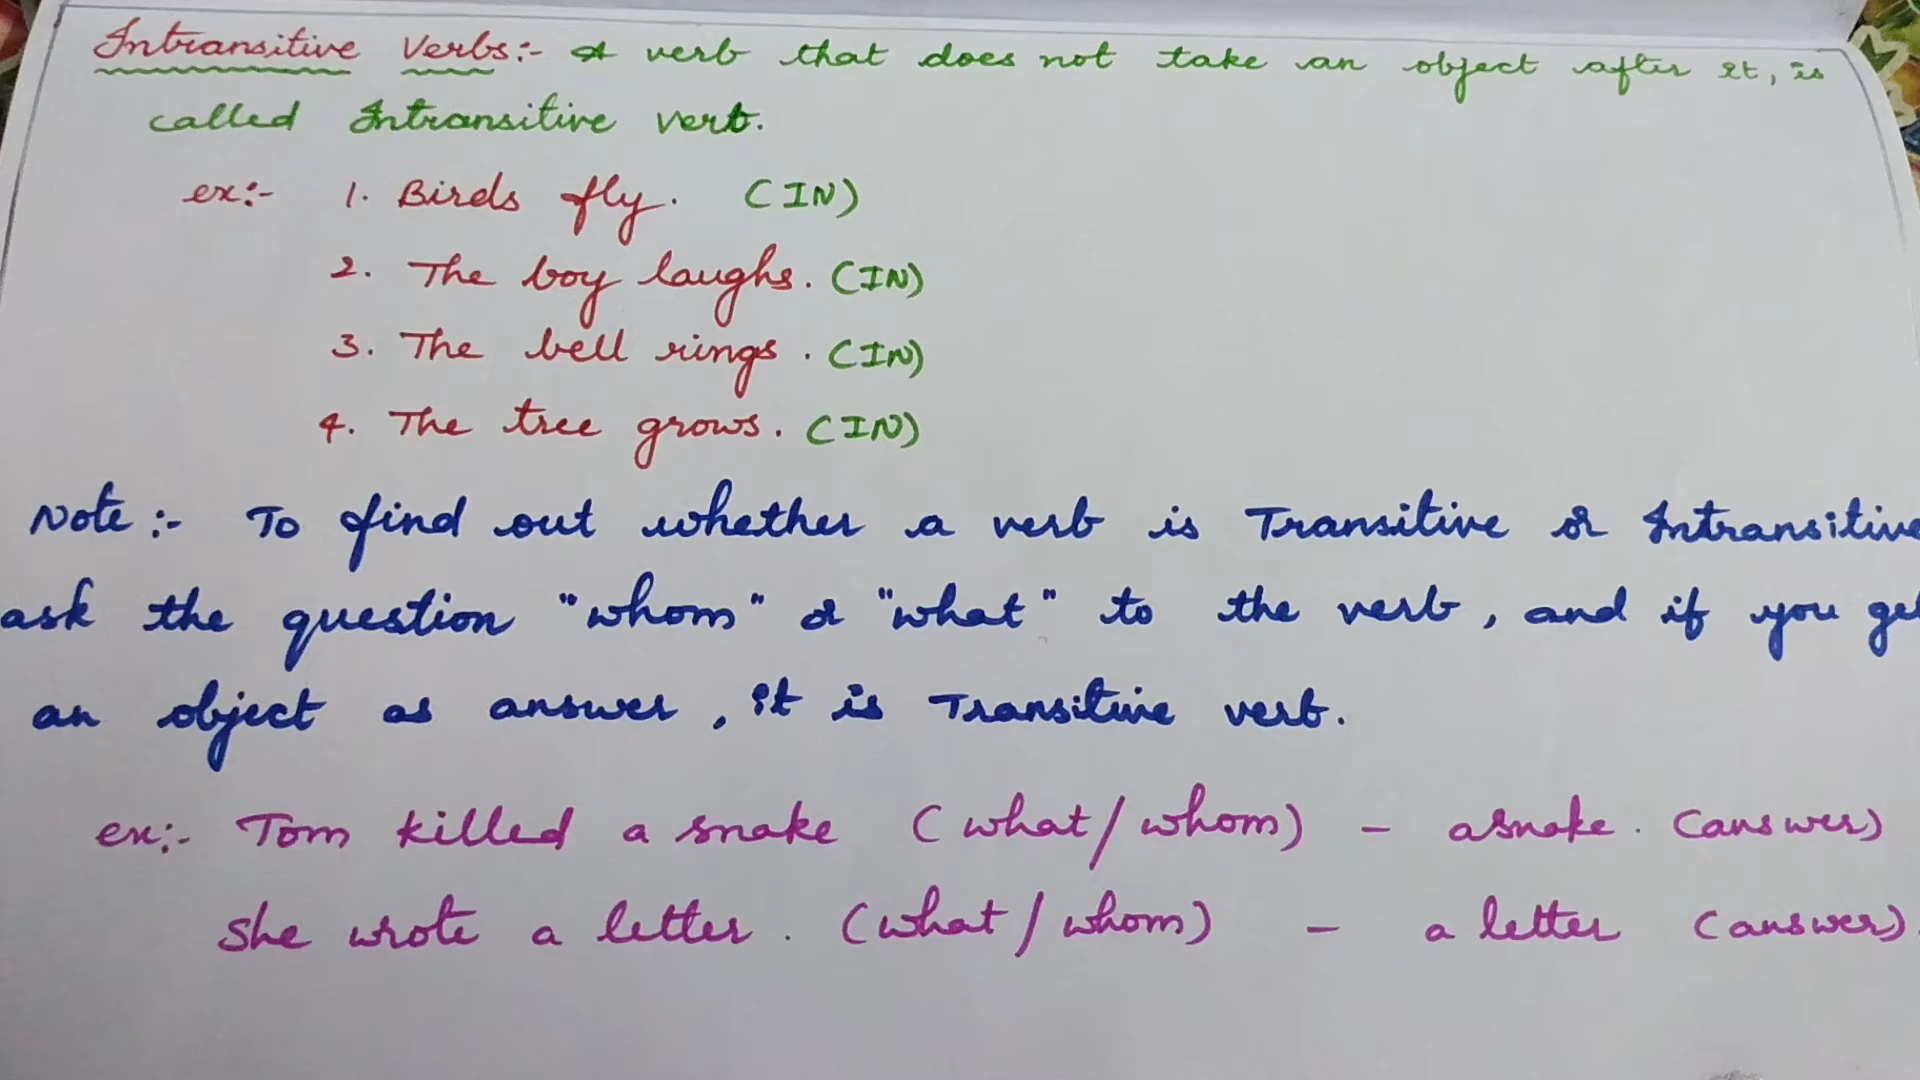 Intransitive Verbs:- A verb that does not take an object after it, is
called Intransitive verb.
ex:- 1. Birds fly. (IN)
2. The boy laughs. (IN)
3. The bell rings. (IN)
4. The tree grows. (IN)
Note:- To find out whether a verb is Transitive or Intransitive
ask the question "whom" or "what" to the verb, and if you get
an object as answer, it is Transitive verb.
ex:- Tom killed a snake (what/whom) - a snake. (answer)
She wrote a letter. (what/whom) - a letter (answer).